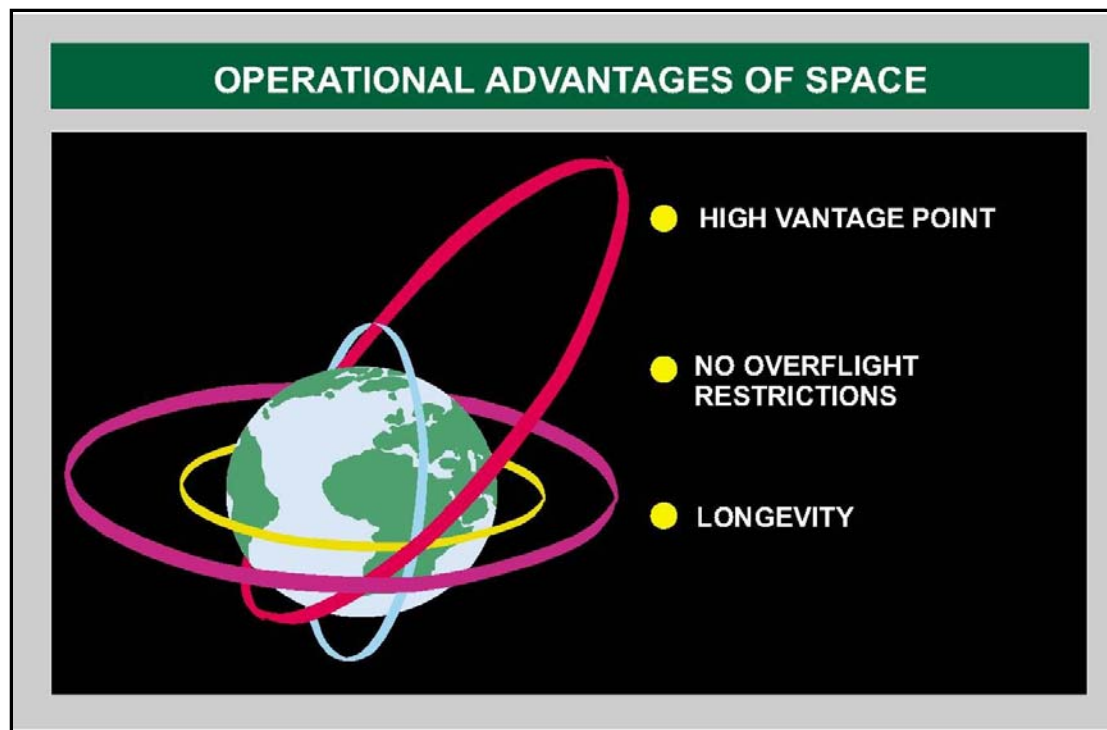 OPERATIONAL ADVANTAGES OF SPACE
HIGH VANTAGE POINT
NO OVERFLIGHT
RESTRICTIONS
LONGEVITY